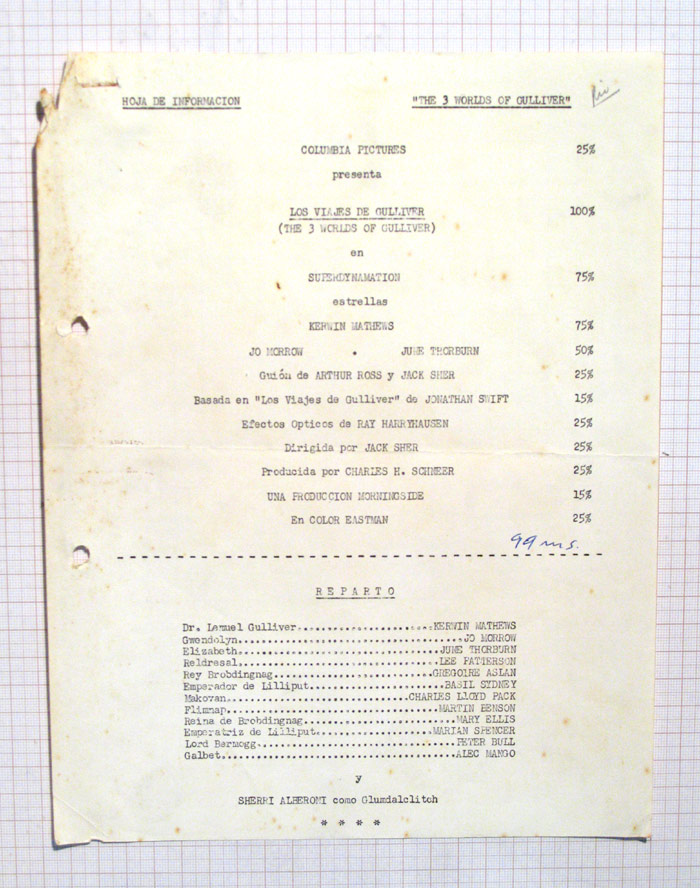 HOJA DE INFORMACION "THE 3 WORLDS OF GULLIVER"
COLUMBIA PICTURES 25%
presenta
LOS VIAJES DE GULLIVER 100%
(THE 3 WORLDS OF GULLIVER)
en
SUPERDYNAMATION 75%
estrellas
KERWIN MATHEWS 75%
JO MORROW . JUNE THORBURN 50%
Guión de ARTHUR ROSS y JACK SHER 25%
Basada en "Los Viajes de Gulliver" de JONATHAN SWIFT 15%
Efectos Opticos de RAY HARRYHAUSEN 25%
Dirigida por JACK SHER 25%
Producida por CHARLES H. SCHNEER 25%
UNA PRODUCCION MORNINGSIDE 15%
En COLOR EASTMAN 25%
99 ms.
REPARTO
Dr. Lemuel Gulliver........................KERWIN MATHEWS
Gwendolyn........................................JO MORROW
Elizabeth....................................JUNE THORBURN
Reldresal....................................LEE PATTERSON
Rey Brobdingnag.............................GREGOIRE ASLAN
Emperador de Lilliput........................BASIL SYDNEY
Makovan................................CHARLES LLOYD PACK
Flimnap......................................MARTIN BENSON
Reina de Brobdingnag...........................MARY ELLIS
Emperatriz de Lilliput.....................MARIAN SPENCER
Lord Bermogg...................................PETER BULL
Galbet.........................................ALEC MANGO
y
SHERRI ALBERONI como Glumdalclitch
* * * *